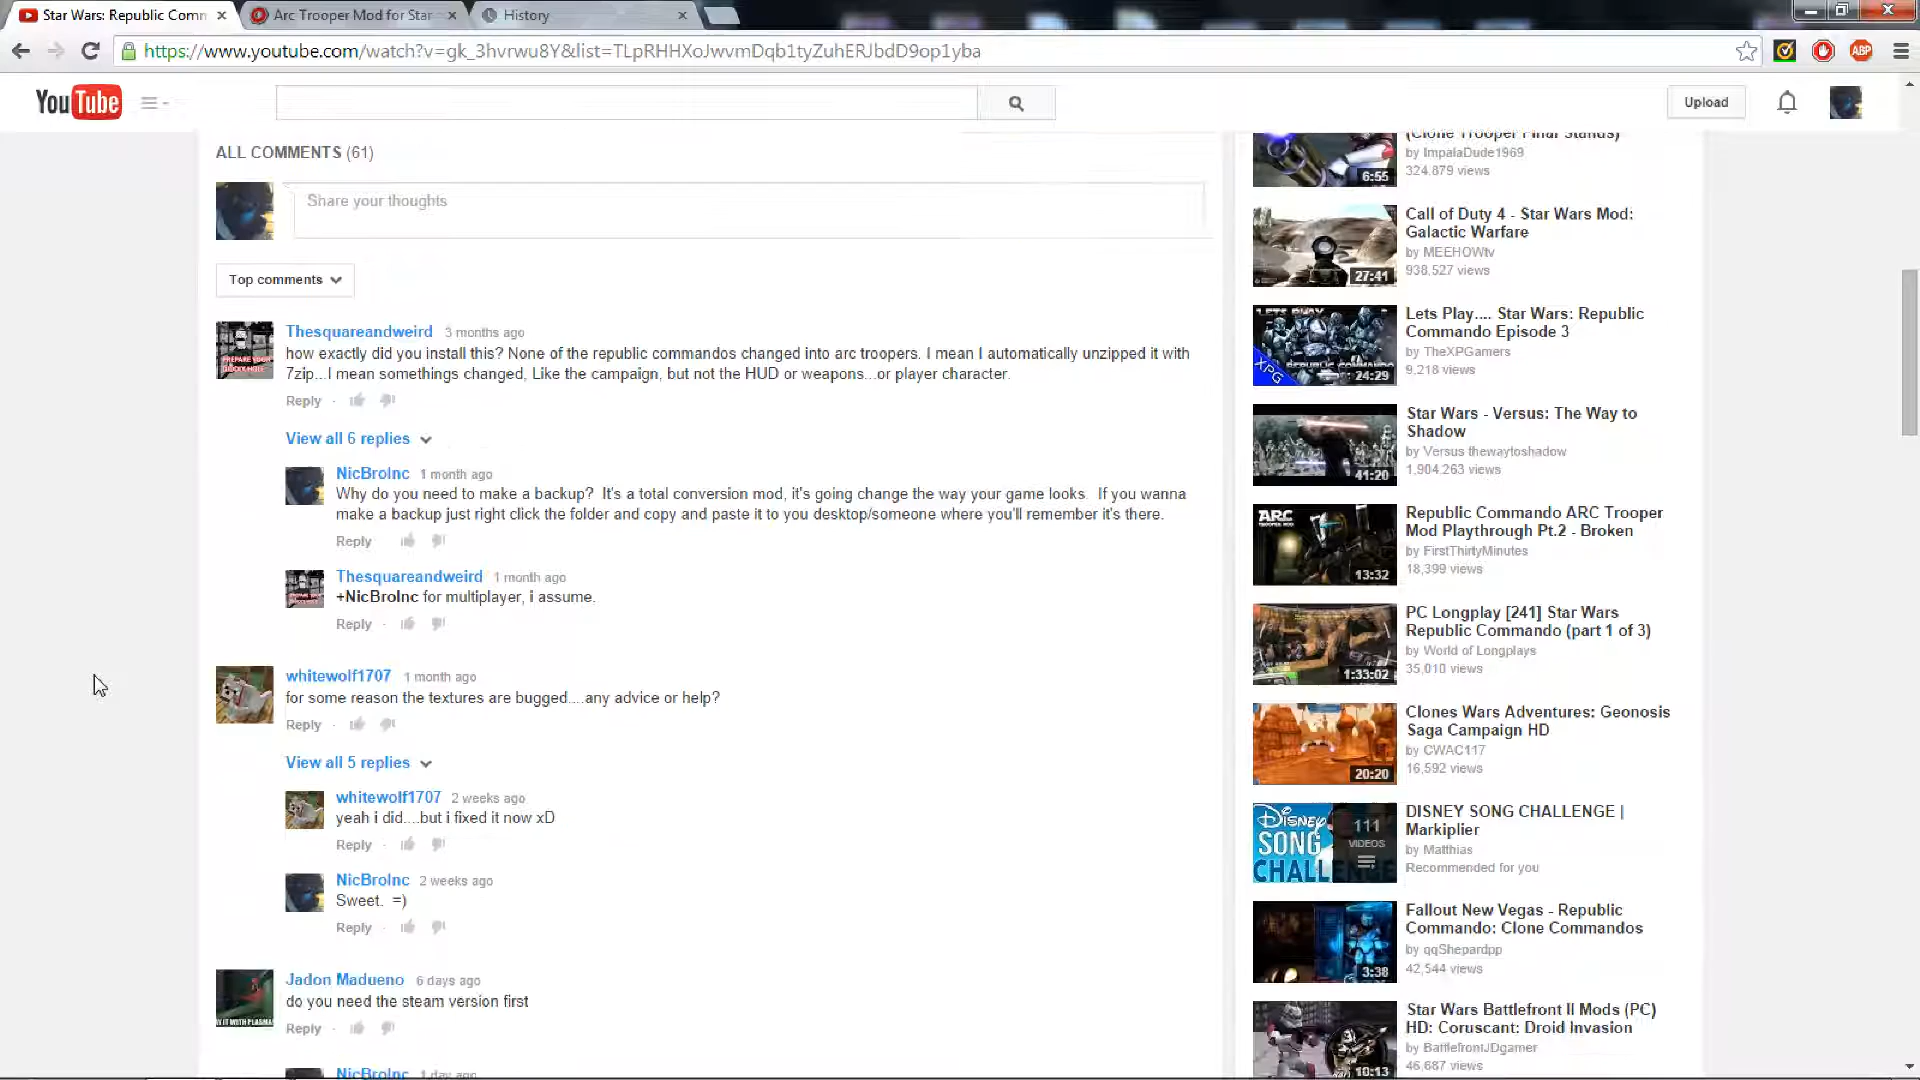 Star Wars: Republic Comm
Arc Trooper Mod for Star
History
https://www.youtube.com/watch?v=gk_3hvrwu8Y&list=TLpRHHXoJwvmDqb1tyZuhERJbdD9op1yba
ABP
YouTube
Upload
ALL COMMENTS (61)
Share your thoughts
Top comments
Thesquareandweird 3 months ago
how exactly did you install this? None of the republic commandos changed into arc troopers. I mean I automatically unzipped it with
7zip...I mean somethings changed, Like the campaign, but not the HUD or weapons...or player character.
Reply
View all 6 replies
NicBroInc 1 month ago
Why do you need to make a backup? It's a total conversion mod, it's going change the way your game looks. If you wanna
make a backup just right click the folder and copy and paste it to you desktop/someone where you'll remember it's there.
Reply
Thesquareandweird 1 month ago
+NicBroInc for multiplayer, i assume.
Reply
whitewolf1707 1 month ago
for some reason the textures are bugged....any advice or help?
Reply
View all 5 replies
whitewolf1707 2 weeks ago
yeah i did....but i fixed it now xD
Reply
NicBroInc 2 weeks ago
Sweet. =)
Reply
Jadon Madueno 6 days ago
do you need the steam version first
Reply
NicBroInc 1 day ago
(Clone Trooper Final Stands)
by ImpalaDude1969
324,879 views
6:55
Call of Duty 4 - Star Wars Mod:
Galactic Warfare
by MEEHOWtv
938,527 views
27:41
Lets Play.... Star Wars: Republic
Commando Episode 3
by TheXPGamers
9,218 views
LETS PLAY
XPG
24:29
Star Wars - Versus: The Way to
Shadow
by Versus thewaytoshadow
1,904,263 views
41:20
Republic Commando ARC Trooper
Mod Playthrough Pt.2 - Broken
by FirstThirtyMinutes
18,399 views
ARC
13:32
PC Longplay [241] Star Wars
Republic Commando (part 1 of 3)
by World of Longplays
35,010 views
1:33:02
Clones Wars Adventures: Geonosis
Saga Campaign HD
by CWAC117
16,592 views
20:20
DISNEY SONG CHALLENGE |
Markiplier
by Matthias
Recommended for you
DISNEY
SONG
CHALL
111
VIDEOS
Fallout New Vegas - Republic
Commando: Clone Commandos
by qqShepardpp
42,544 views
3:38
Star Wars Battlefront II Mods (PC)
HD: Coruscant: Droid Invasion
by BattlefrontJDgamer
46,687 views
10:13